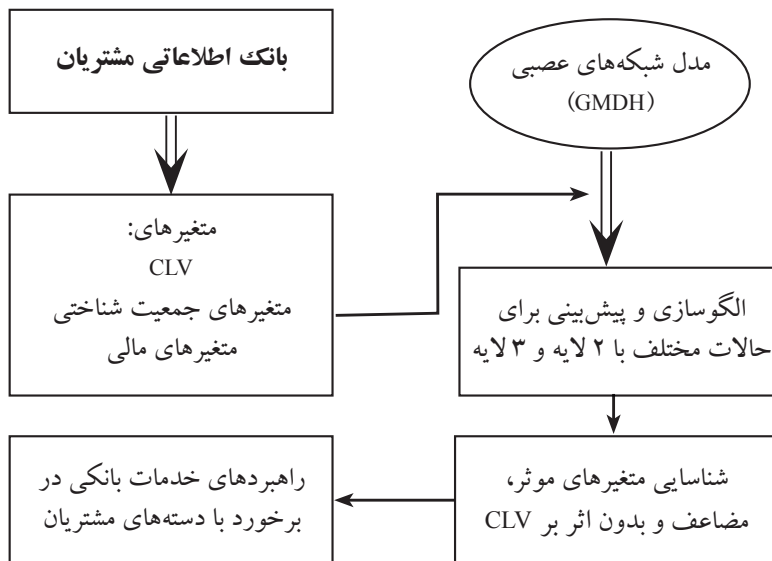 بانک اطلاعاتی مشتریان
مدل شبکه‌های عصبی
(GMDH)
متغیرهای:
CLV
متغیرهای جمعیت شناختی
متغیرهای مالی
الگوسازی و پیش‌بینی برای
حالات مختلف با ۲ لایه و ۳ لایه
شناسایی متغیرهای موثر،
مضاعف و بدون اثر بر CLV
راهبردهای خدمات بانکی در
برخورد با دسته‌های مشتریان